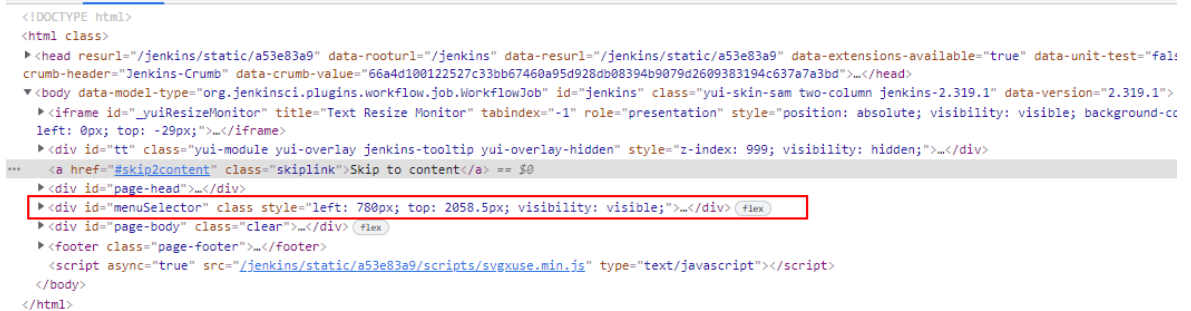 <!DOCTYPE html>
<html class>
▶<head resurl="/jenkins/static/a53e83a9" data-rooturl="/jenkins" data-resurl="/jenkins/static/a53e83a9" data-extensions-available="true" data-unit-test="fals
crumb-header="Jenkins-Crumb" data-crumb-value="66a4d100122527c33bb67460a95d928db08394b9079d2609383194c637a7a3bd">…</head>
▼<body data-model-type="org.jenkinsci.plugins.workflow.job.WorkflowJob" id="jenkins" class="yui-skin-sam two-column jenkins-2.319.1" data-version="2.319.1">
▶<iframe id="_yuiResizeMonitor" title="Text Resize Monitor" tabindex="-1" role="presentation" style="position: absolute; visibility: visible; background-co
left: 0px; top: -29px;">…</iframe>
▶<div id="tt" class="yui-module yui-overlay jenkins-tooltip yui-overlay-hidden" style="z-index: 999; visibility: hidden;">…</div>
… <a href="#skip2content" class="skiplink">Skip to content</a> == $0
▶<div id="page-head">…</div>
▶<div id="menuSelector" class style="left: 780px; top: 2058.5px; visibility: visible;">…</div> flex
▶<div id="page-body" class="clear">…</div> flex
▶<footer class="page-footer">…</footer>
<script async="true" src="/jenkins/static/a53e83a9/scripts/svgxuse.min.js" type="text/javascript"></script>
</body>
</html>